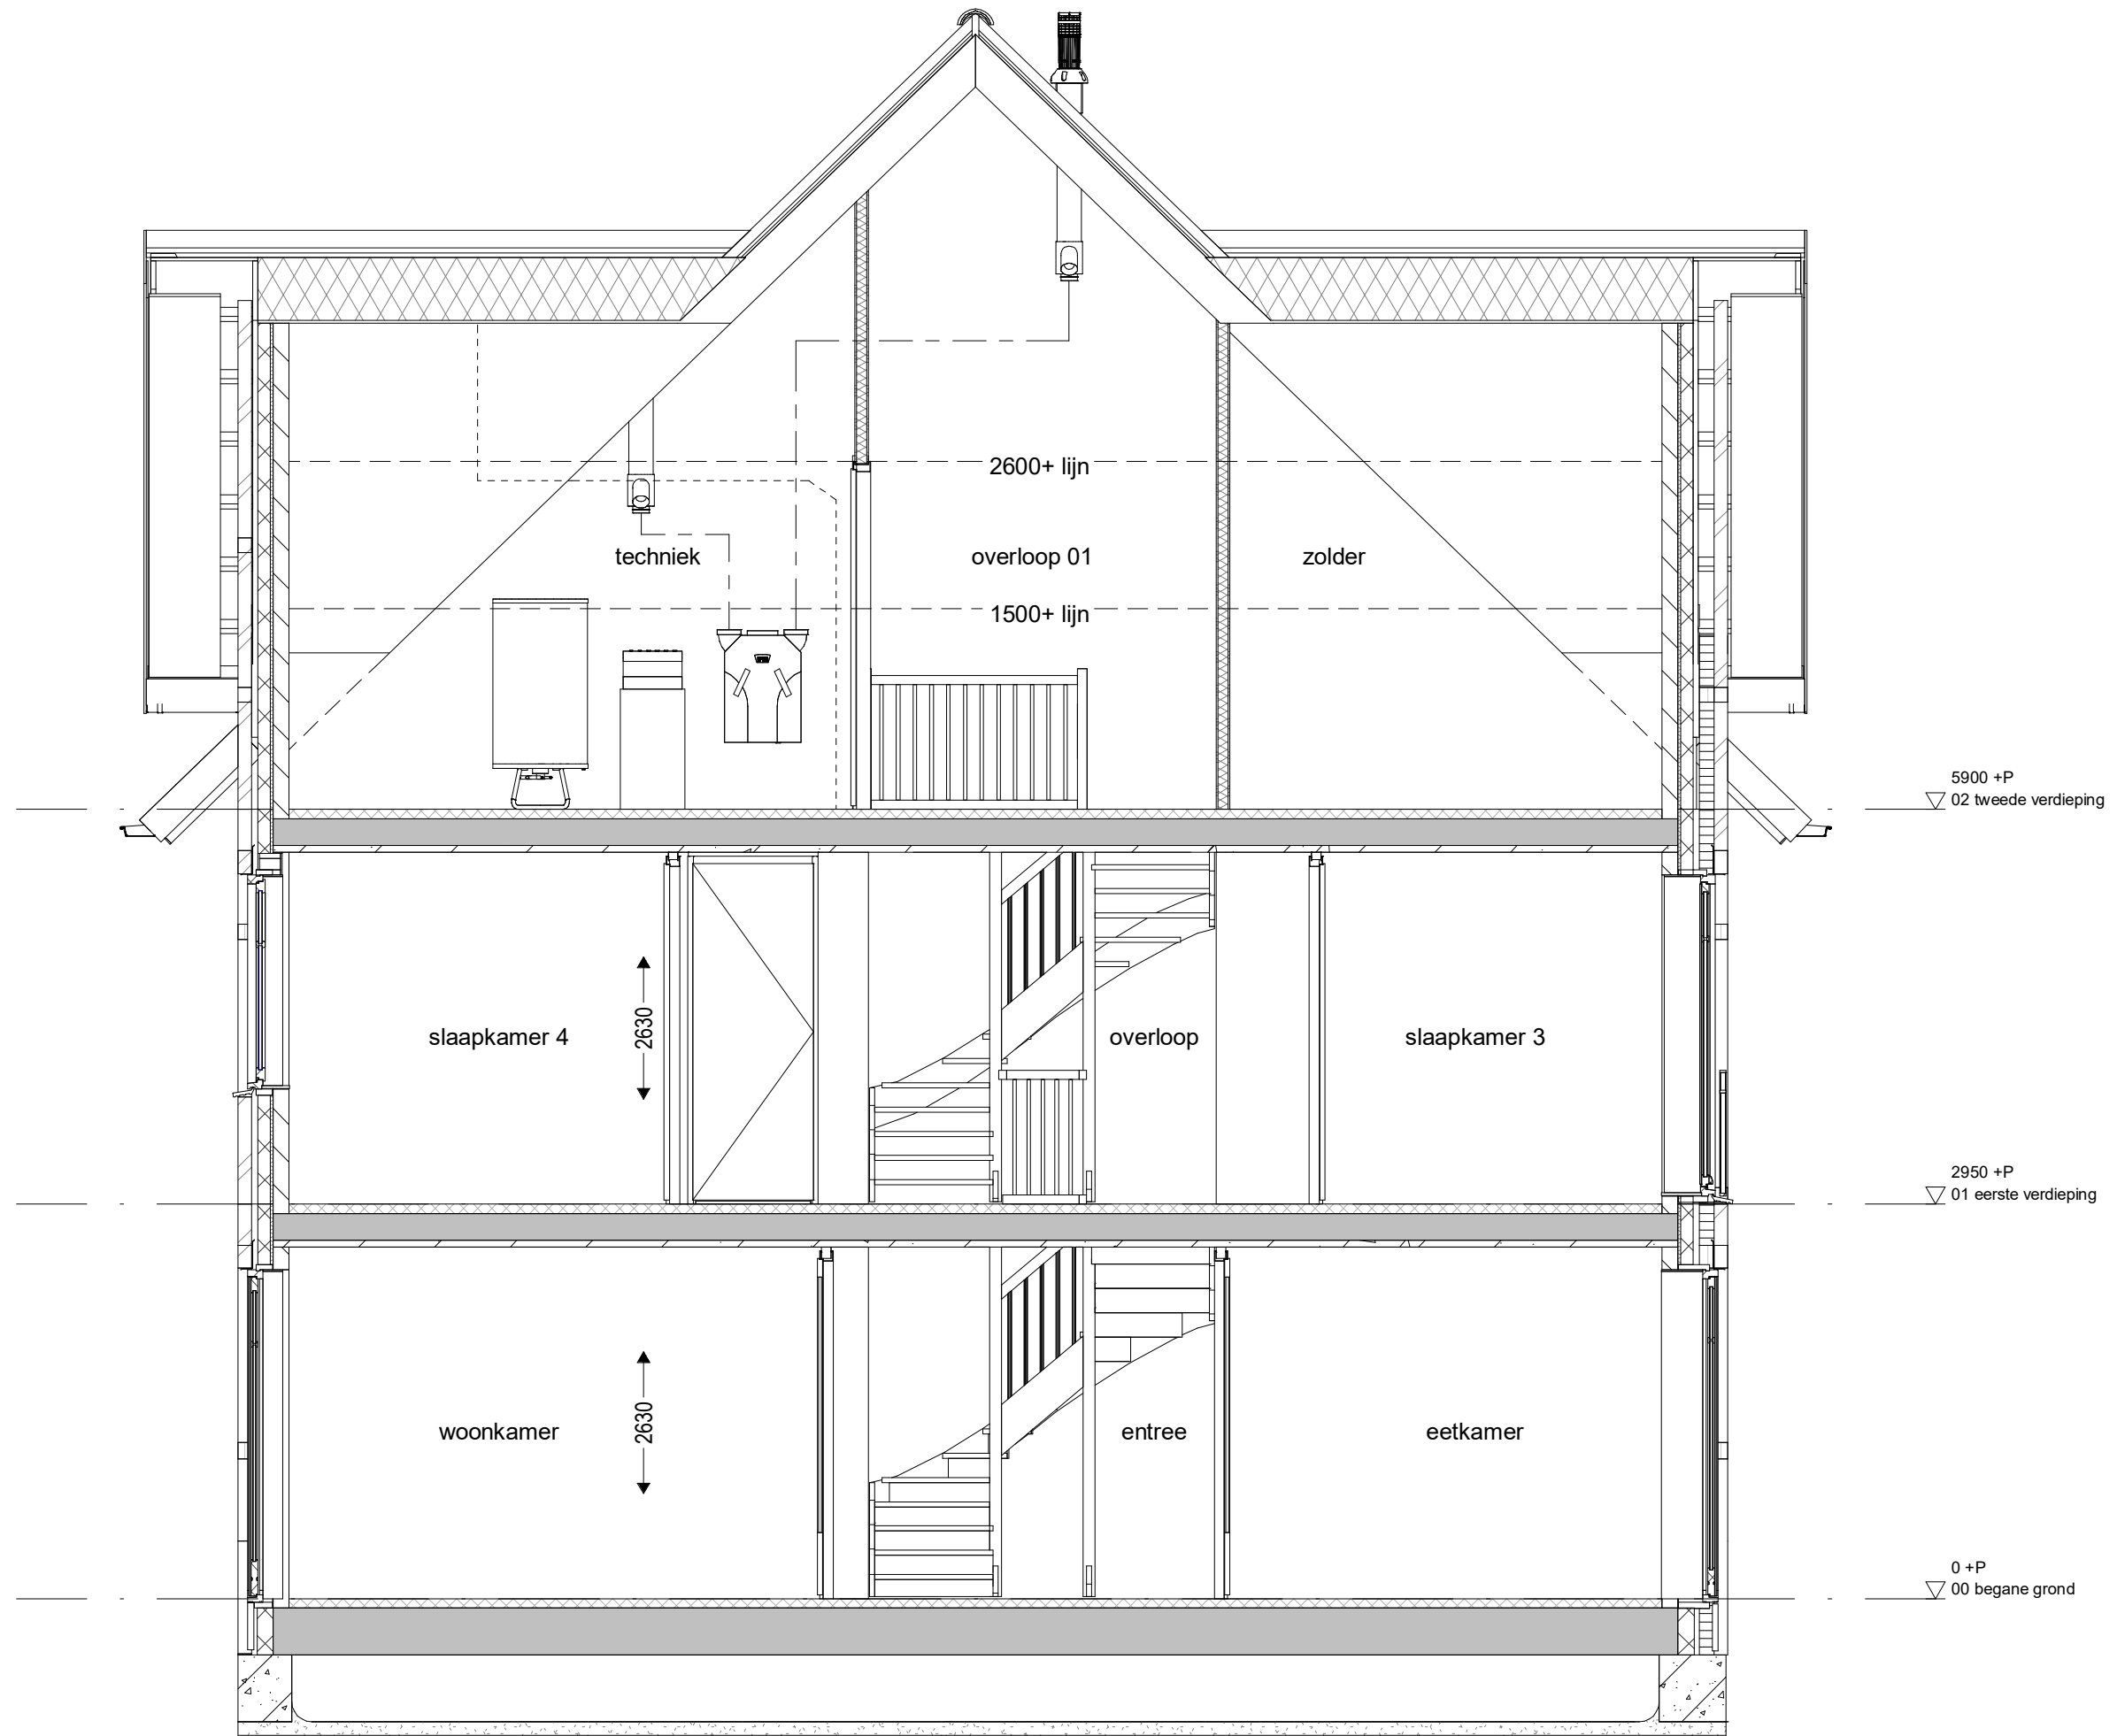 2600+ lijn
techniek
overloop 01
zolder
1500+ lijn
5900 +P
02 tweede verdieping
slaapkamer 4
2630
overloop
slaapkamer 3
2950 +P
01 eerste verdieping
woonkamer
2630
entree
eetkamer
0 +P
00 begane grond